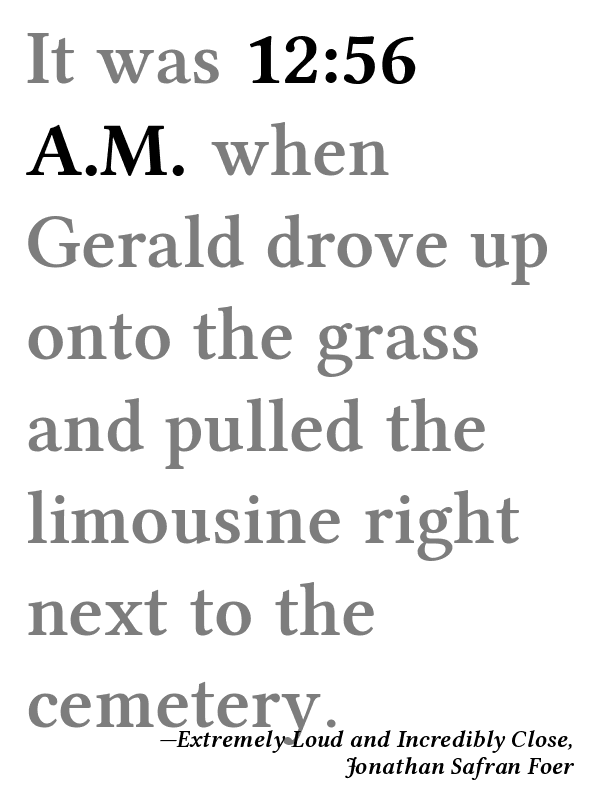 It was 12:56
A.M. when
Gerald drove up
onto the grass
and pulled the
limousine right
next to the
cemetery.
—Extremely Loud and Incredibly Close,
Jonathan Safran Foer